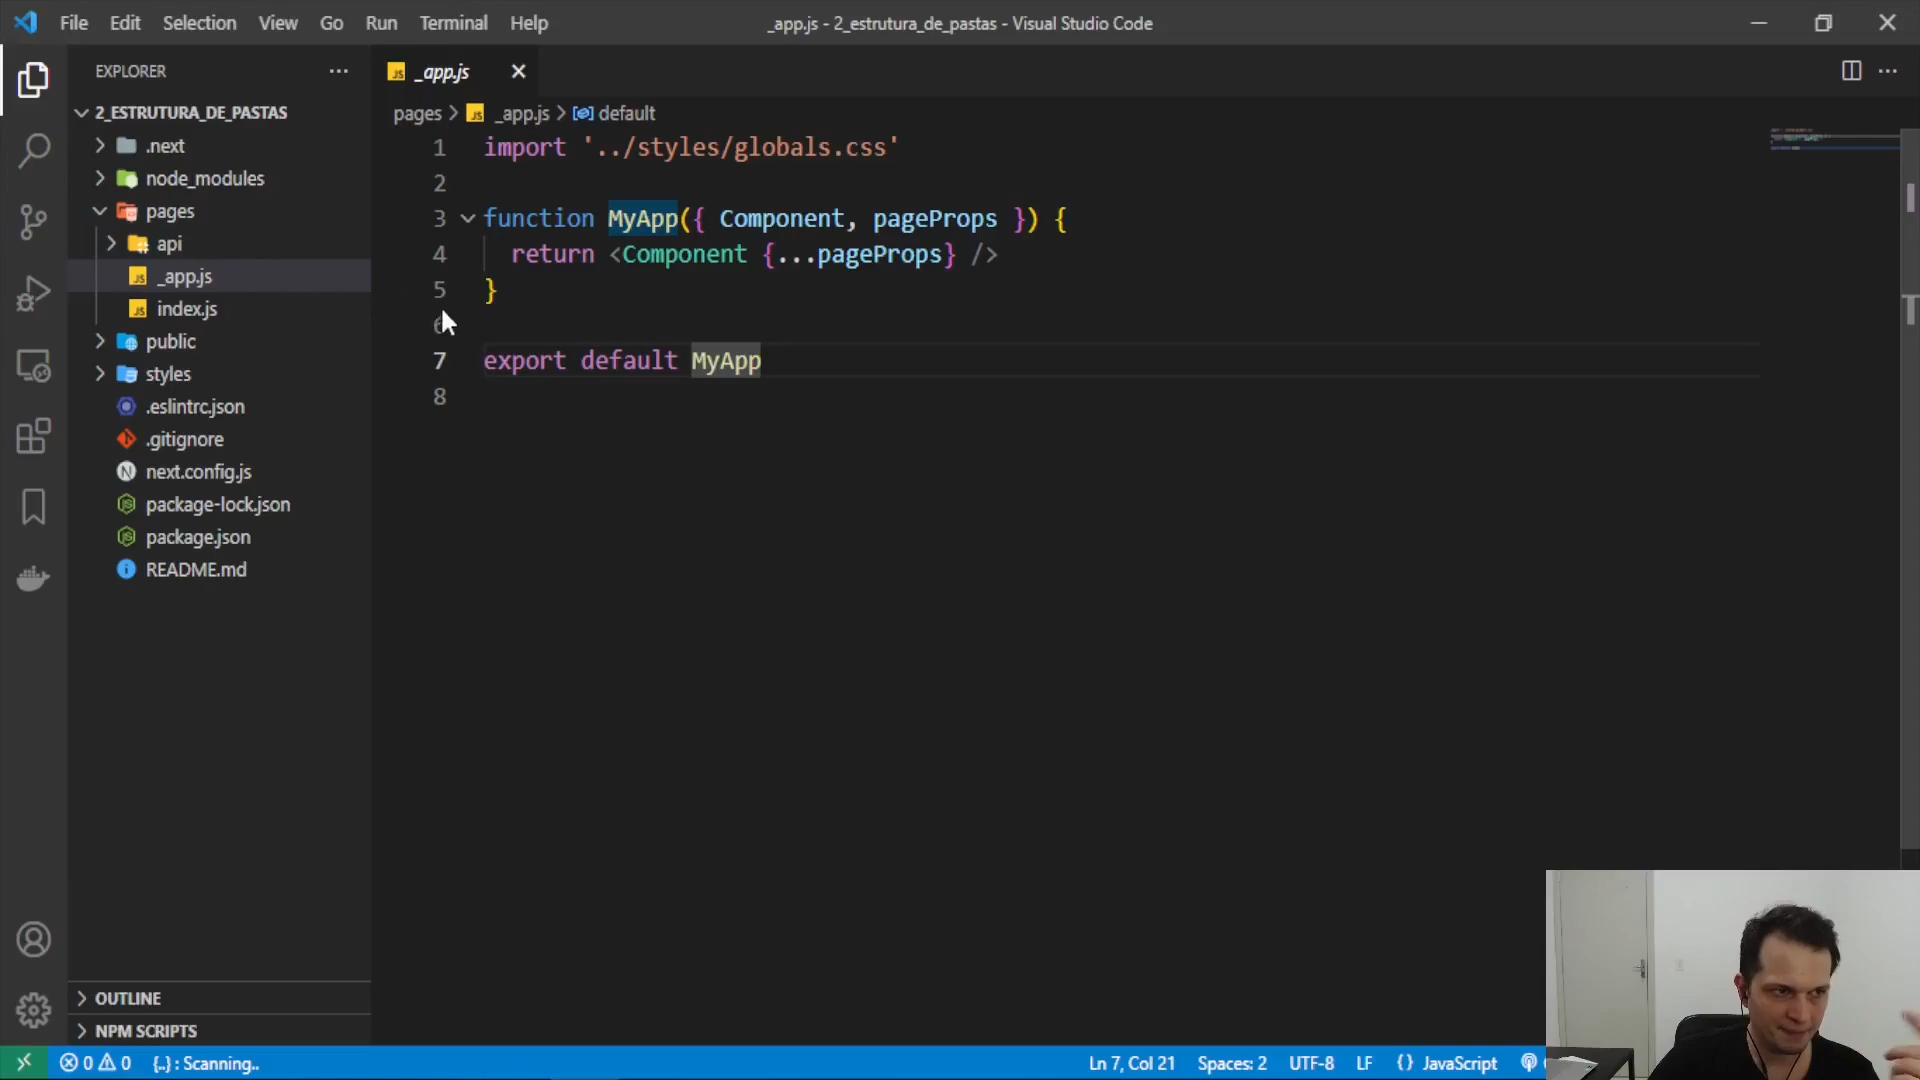 File Edit Selection View Go Run Terminal Help
_app.js - 2_estrutura_de_pastas - Visual Studio Code
EXPLORER
2_ESTRUTURA_DE_PASTAS
.next
node_modules
pages
api
_app.js
index.js
public
styles
.eslintrc.json
.gitignore
next.config.js
package-lock.json
package.json
README.md
OUTLINE
NPM SCRIPTS
_app.js
pages > _app.js > default
1 import '../styles/globals.css'
2
3 function MyApp({ Component, pageProps }) {
4 return <Component {...pageProps} />
5 }
6
7 export default MyApp
8
0 0 {..} : Scanning..
Ln 7, Col 21 Spaces: 2 UTF-8 LF {} JavaScript